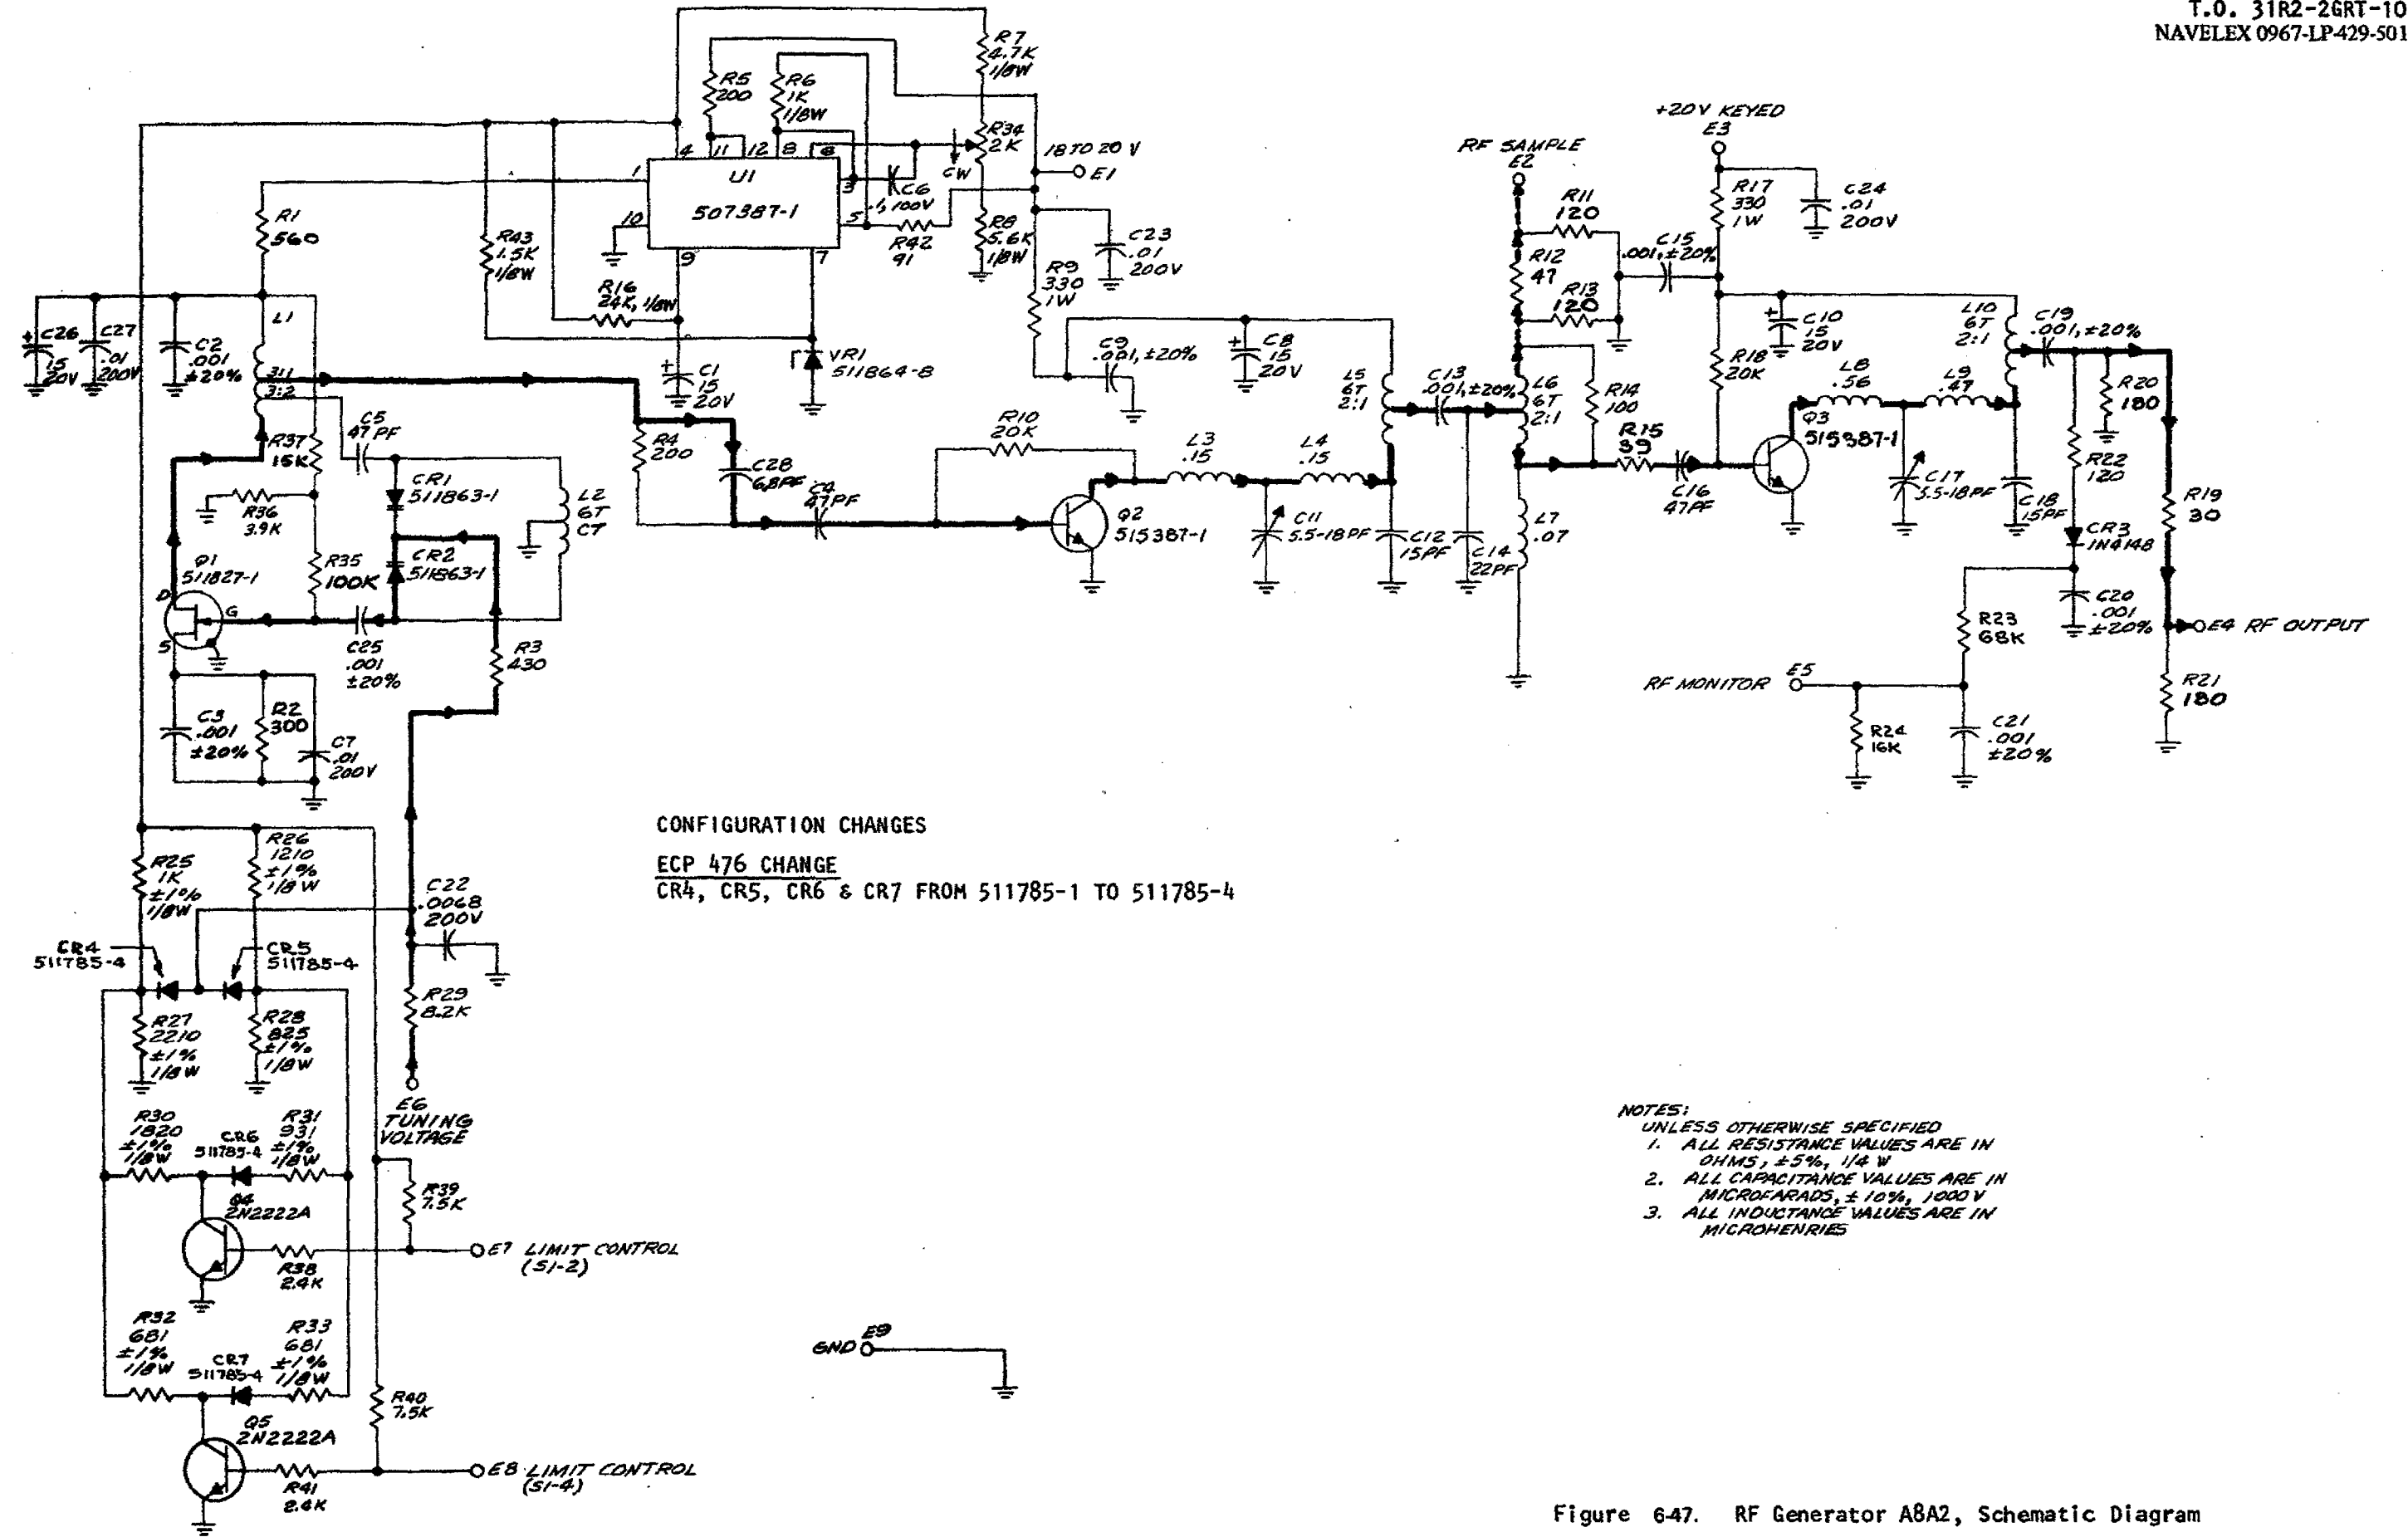 T.O. 31R2-2GRT-10
NAVELEX 0967-LP-429-501
R7
4.7K
1/8W
R5
200
R6
1K
1/8W
R34
2K
CW
18 TO 20 V
E1
4
11
12
8
6
1
10
3
5
9
7
U1
507387-1
C6
.1, 100V
R42
91
R8
5.6K
1/8W
C23
.01
200V
R9
330
1W
R1
560
R43
1.5K
1/8W
R16
24K, 1/8W
C1
15
20V
VR1
511864-8
+
C26
15
20V
C27
.01
200V
C2
.001
±20%
L1
3:1
3:2
R37
15K
C5
47 PF
CR1
511863-1
L2
6T
CT
R36
3.9K
R35
100K
CR2
511863-1
Q1
511827-1
D
G
S
C25
.001
±20%
R3
430
C3
.001
±20%
R2
300
C7
.01
200V
R4
200
C28
C4
47PF
R10
20K
Q2
515387-1
L3
.15
L4
.15
C11
5.5-18PF
C12
15PF
C9
.001, ±20%
C8
15
20V
L5
6T
2:1
C13
.001, ±20%
C14
22PF
L6
6T
2:1
R14
100
L7
.07
RF SAMPLE
E2
R11
120
R12
47
R13
120
C15
.001, ±20%
+20V KEYED
E3
R17
330
1W
C24
.01
200V
R18
20K
C10
15
20V
R15
39
C16
47PF
Q3
L8
.56
L9
.47
C17
5.5-18PF
C18
15PF
L10
6T
2:1
C19
.001, ±20%
R20
180
R22
120
CR3
1N4148
R19
30
C20
.001
±20%
E4 RF OUTPUT
R23
68K
RF MONITOR
E5
R24
16K
C21
.001
±20%
R21
180
CONFIGURATION CHANGES
ECP 476 CHANGE
CR4, CR5, CR6 & CR7 FROM 511785-1 TO 511785-4
R25
1K
±1%
1/8W
R26
1210
±1%
1/8 W
C22
.0068
200V
CR4
511785-4
CR5
511785-4
R27
2210
±1%
1/8 W
R28
825
±1%
1/8 W
R29
8.2K
E6
TUNING
VOLTAGE
R30
1820
±1%
1/8W
CR6
511785-4
R31
931
±1%
1/8W
Q4
2N2222A
R39
7.5K
R38
2.4K
E7 LIMIT CONTROL
(S1-2)
R32
681
±1%
1/8W
CR7
511785-4
R33
681
±1%
1/8W
R40
7.5K
Q5
2N2222A
R41
2.4K
E8 LIMIT CONTROL
(S1-4)
GND
E9
NOTES:
UNLESS OTHERWISE SPECIFIED
1. ALL RESISTANCE VALUES ARE IN
OHMS, ±5%, 1/4 W
2. ALL CAPACITANCE VALUES ARE IN
MICROFARADS, ±10%, 1000 V
3. ALL INDUCTANCE VALUES ARE IN
MICROHENRIES
Figure 6-47. RF Generator A8A2, Schematic Diagram